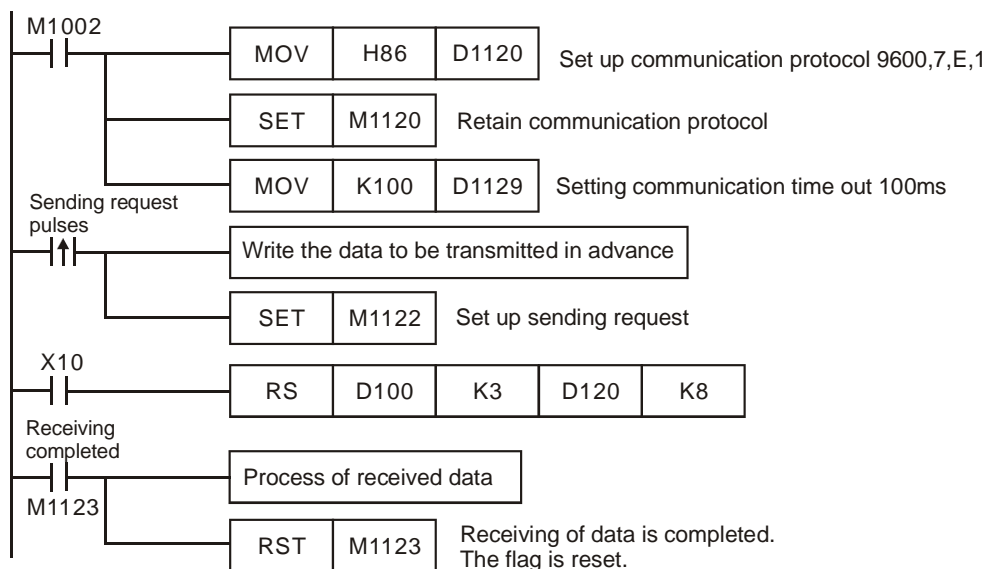 M1002
MOV H86 D1120 Set up communication protocol 9600,7,E,1
SET M1120 Retain communication protocol
MOV K100 D1129 Setting communication time out 100ms
Sending request
pulses
Write the data to be transmitted in advance
SET M1122 Set up sending request
X10
RS D100 K3 D120 K8
Receiving
completed
Process of received data
M1123
RST M1123 Receiving of data is completed.
The flag is reset.